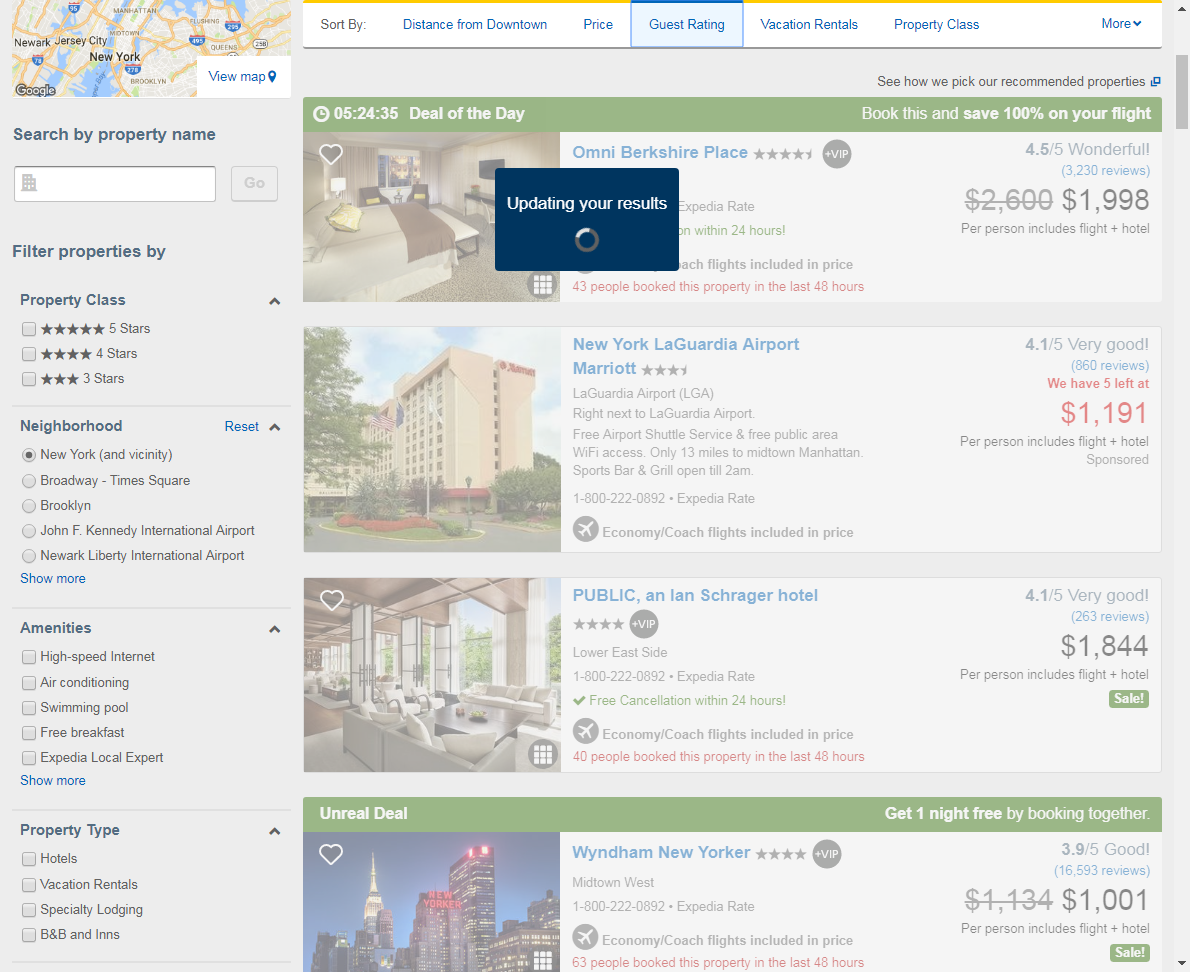 MANHATTAN
FLUSHING
95
295
Newark Jersey City
MIDTOWN
495
25B
QUEENS
78
New York
278
BROOKLYN
Google
View map
Search by property name
Go
Filter properties by
Property Class
5 Stars
4 Stars
3 Stars
Neighborhood Reset
New York (and vicinity)
Broadway - Times Square
Brooklyn
John F. Kennedy International Airport
Newark Liberty International Airport
Show more
Amenities
High-speed Internet
Air conditioning
Swimming pool
Free breakfast
Expedia Local Expert
Show more
Property Type
Hotels
Vacation Rentals
Specialty Lodging
B&B and Inns
Sort By: Distance from Downtown Price Guest Rating Vacation Rentals Property Class More
See how we pick our recommended properties
05:24:35 Deal of the Day Book this and save 100% on your flight
Omni Berkshire Place +VIP
4.5/5 Wonderful!
(3,230 reviews)
Updating your results
Expedia Rate
$2,600 $1,998
on within 24 hours!
Per person includes flight + hotel
ach flights included in price
43 people booked this property in the last 48 hours
New York LaGuardia Airport
Marriott
4.1/5 Very good!
(860 reviews)
We have 5 left at
$1,191
Per person includes flight + hotel
Sponsored
LaGuardia Airport (LGA)
Right next to LaGuardia Airport.
Free Airport Shuttle Service & free public area
WiFi access. Only 13 miles to midtown Manhattan.
Sports Bar & Grill open till 2am.
1-800-222-0892 • Expedia Rate
Economy/Coach flights included in price
Marriott
PUBLIC, an Ian Schrager hotel
+VIP
4.1/5 Very good!
(263 reviews)
$1,844
Per person includes flight + hotel
Sale!
Lower East Side
1-800-222-0892 • Expedia Rate
Free Cancellation within 24 hours!
Economy/Coach flights included in price
40 people booked this property in the last 48 hours
Unreal Deal Get 1 night free by booking together.
Wyndham New Yorker +VIP
3.9/5 Good!
(16,593 reviews)
$1,134 $1,001
Per person includes flight + hotel
Sale!
Midtown West
1-800-222-0892 • Expedia Rate
Economy/Coach flights included in price
63 people booked this property in the last 48 hours
NEW
YORKER